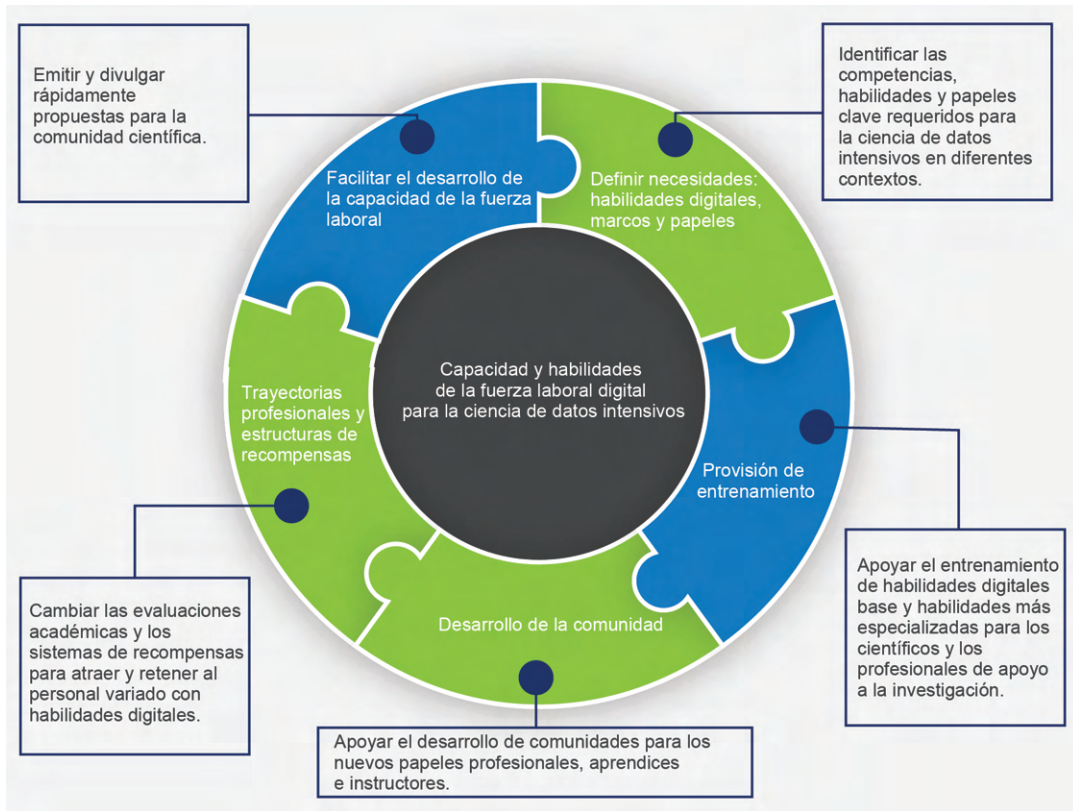 Emitir y divulgar
rápidamente
propuestas para la
comunidad científica.
Identificar las
competencias,
habilidades y papeles
clave requeridos para
la ciencia de datos
intensivos en diferentes
contextos.
Facilitar el desarrollo de
la capacidad de la fuerza
laboral
Definir necesidades:
habilidades digitales,
marcos y papeles
Capacidad y habilidades
de la fuerza laboral digital
para la ciencia de datos intensivos
Trayectorias
profesionales y
estructuras de
recompensas
Provisión de
entrenamiento
Desarrollo de la comunidad
Cambiar las evaluaciones
académicas y los
sistemas de recompensas
para atraer y retener al
personal variado con
habilidades digitales.
Apoyar el entrenamiento
de habilidades digitales
base y habilidades más
especializadas para los
científicos y los
profesionales de apoyo
a la investigación.
Apoyar el desarrollo de comunidades para los
nuevos papeles profesionales, aprendices
e instructores.